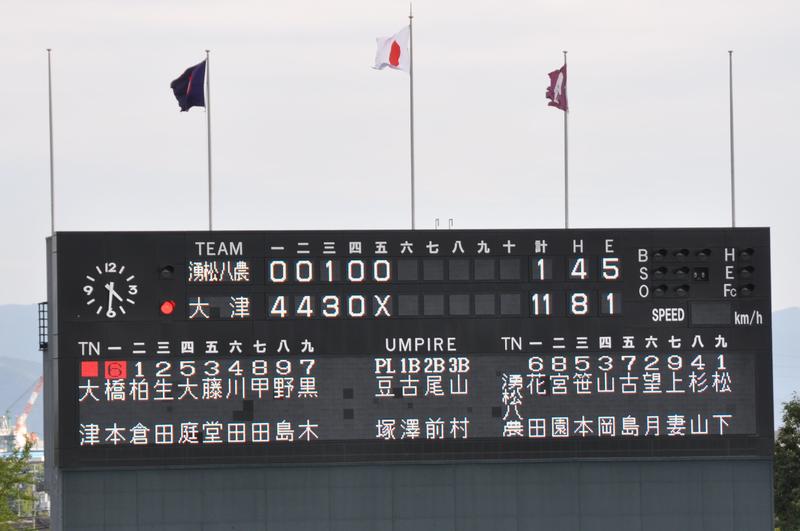 TEAM 一 二 三 四 五 六 七 八 九 十 計 H E
湧松八農 0 0 1 0 0 1 4 5
大津 4 4 3 0 X 11 8 1
B H
S E
O Fc
SPEED km/h
12 3 6 9
TN 一 二 三 四 五 六 七 八 九
6 1 2 5 3 4 8 9 7
大津 橋本 柏倉 生田 大庭 藤堂 川田 甲田 野島 黒木
UMPIRE
PL 1B 2B 3B
豆塚 古澤 尾前 山村
TN 一 二 三 四 五 六 七 八 九
6 8 5 3 7 2 9 4 1
湧松八農 花田 宮園 笹本 山岡 古島 望月 上妻 杉山 松下